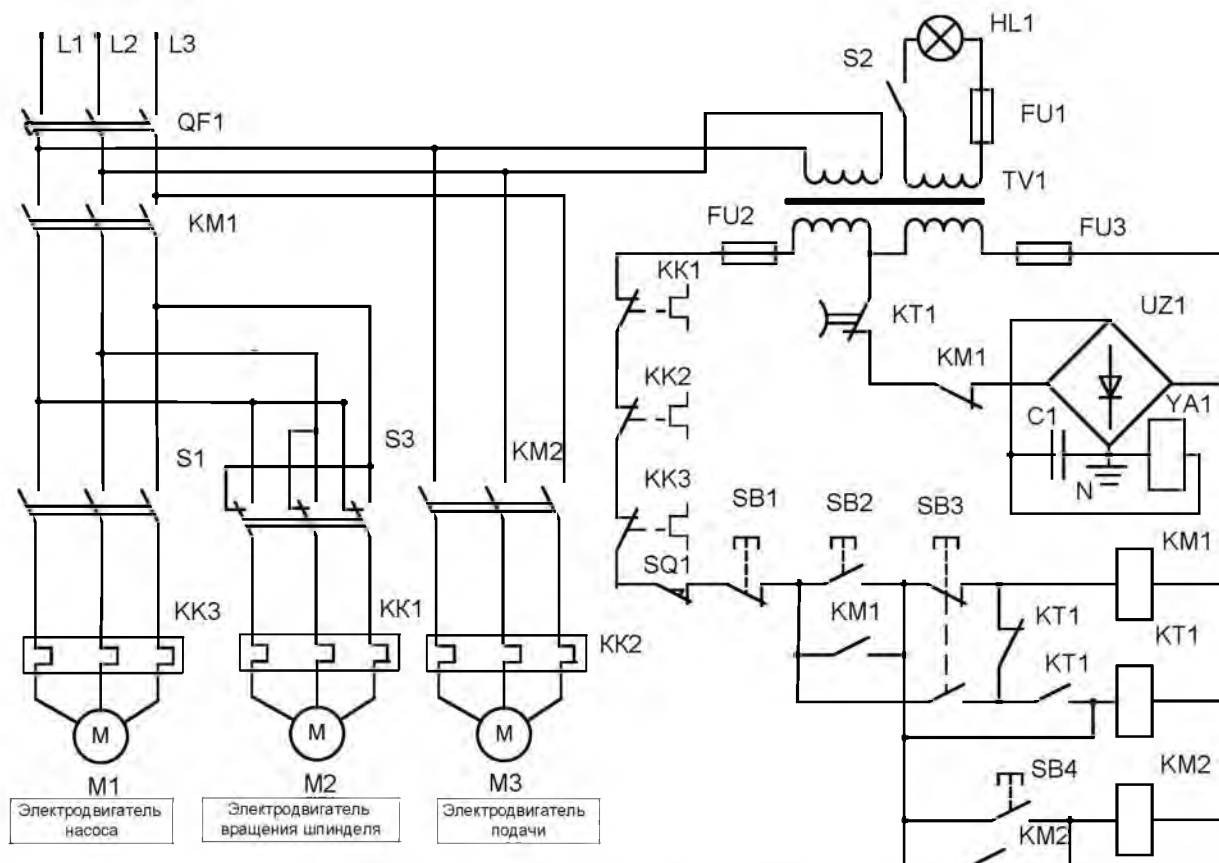 L1 L2 L3
HL1
S2
QF1
FU1
TV1
KM1
FU2
FU3
KK1
KT1
UZ1
KM1
KK2
C1
YA1
S3
S1
KM2
KK3
N
SB1
SB2
SB3
SQ1
KM1
KK3
KK1
KM1
KT1
KT1
KK2
KT1
M
M
M
M1
M2
M3
SB4
KM2
KM2
Электродвигатель
насоса
Электродвигатель
вращения шпинделя
Электродвигатель
подачи